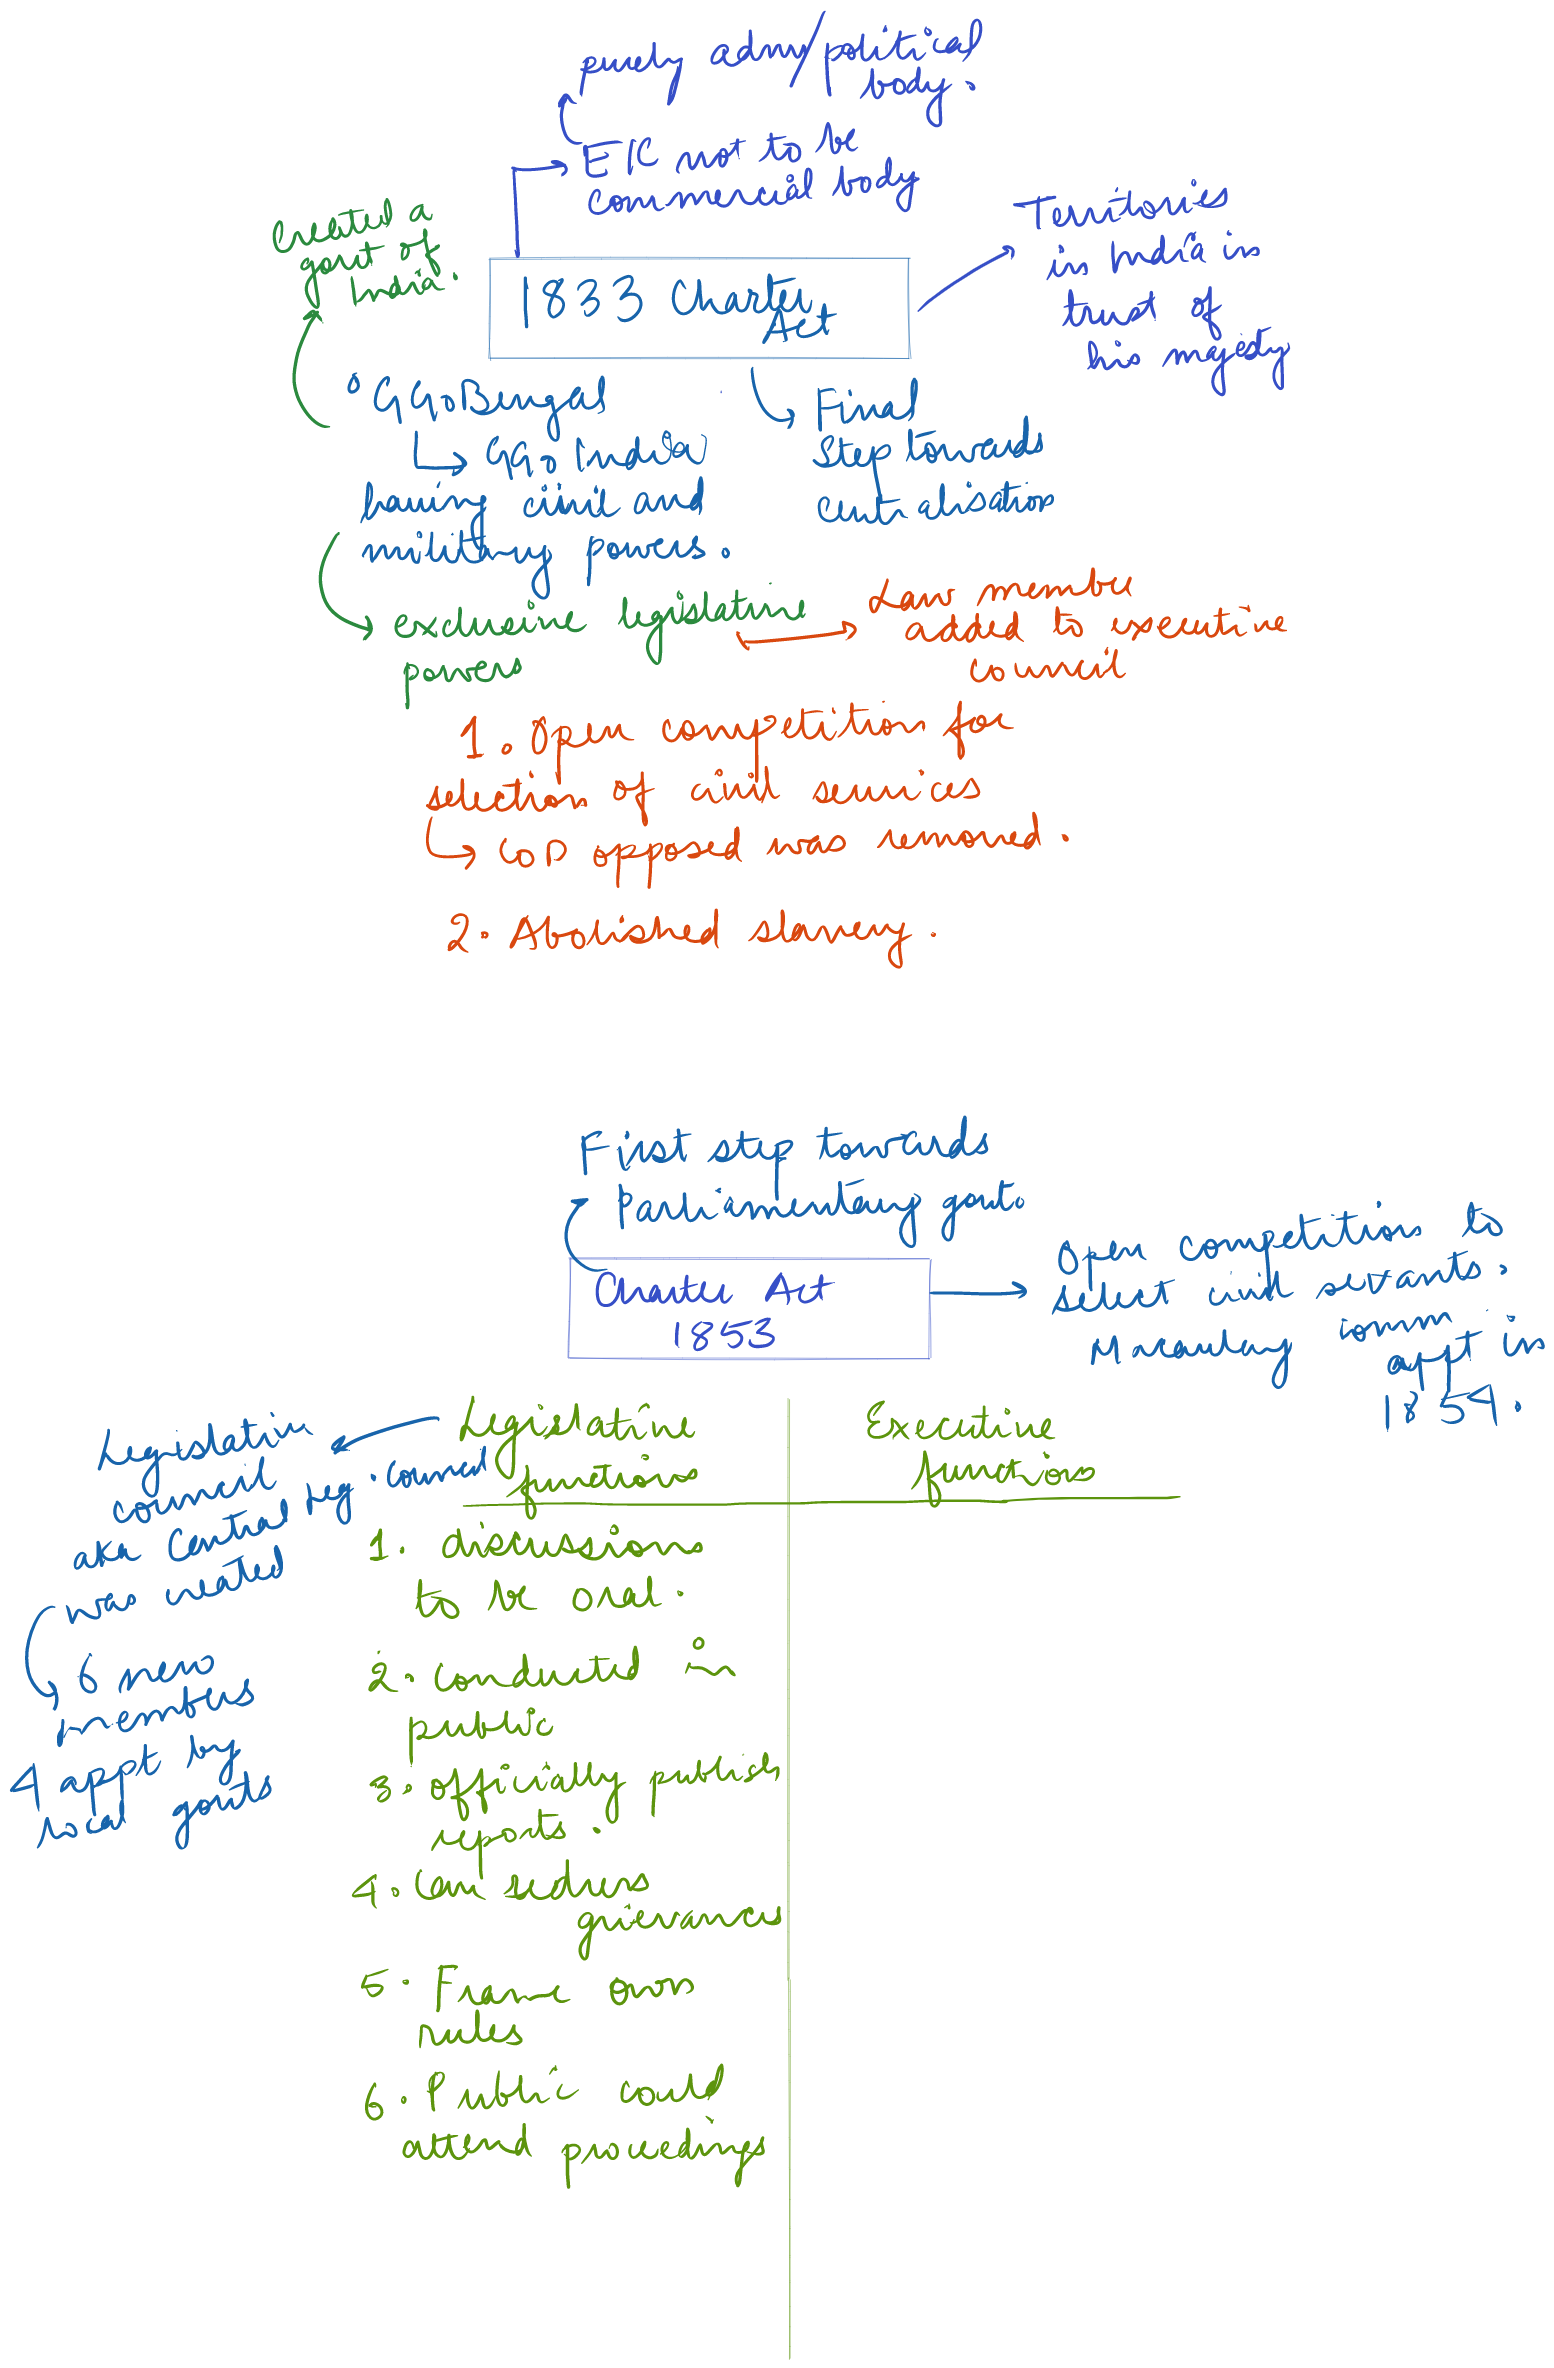 purely admn/political
body.
EIC not to be
commercial body
Created a
govt of
India.
Territories
in India in
trust of
his majesty
1833 Charter
Act
GGoBengal
GGo India
having civil and
military powers.
Final
Step towards
centralisation
exclusive legislative
powers
Law member
added to executive
council
1. Open competition for
selection of civil services
CoD opposed was removed.
2. Abolished slavery.
First step towards
Parliamentary govt.
Charter Act
1853
Open competition to
select civil servants.
Macaulay comm
appt in
1854.
Legislative
council
aka Central Leg. Council
was created
6 new
members
4 appt by
local govts
Legislative
functions
Executive
functions
1. discussions
to be oral.
2. conducted in
public
3. officially publish
reports.
4. Can redress
grievances
5. Frame own
rules
6. Public could
attend proceedings